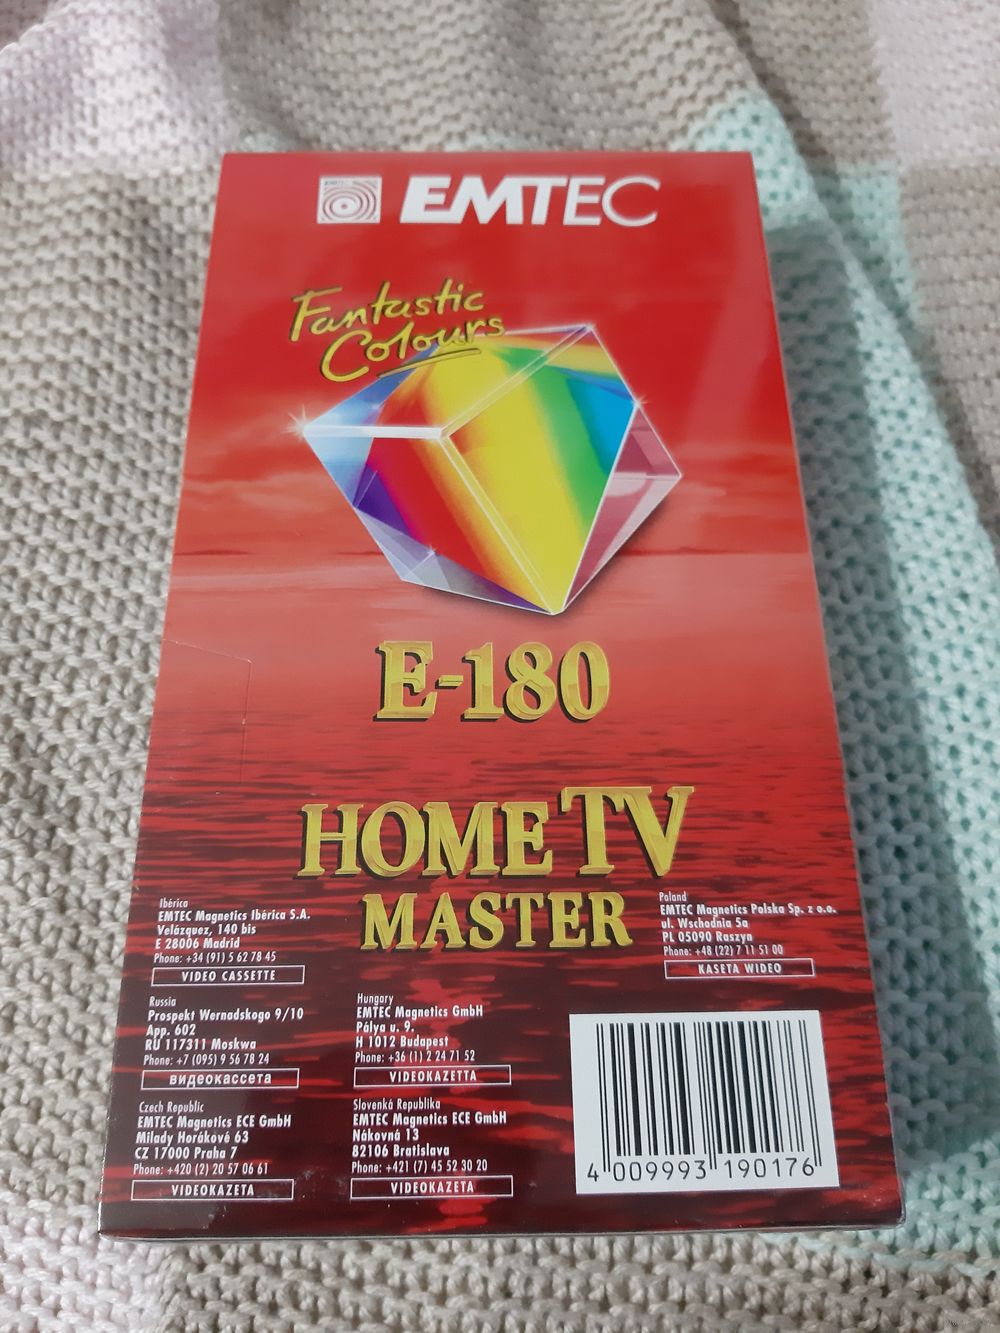 EMTEC
Fantastic
Colours
E-180
HOME TV
MASTER
Ibérica
EMTEC Magnetics Ibérica S.A.
Velázquez, 140 bis
E 28006 Madrid
Phone: +34 (91) 5 62 78 45
VIDEO CASSETTE
Poland
EMTEC Magnetics Polska Sp. z o.o.
ul. Wschodnia 5a
PL 05090 Raszyn
Phone: +48 (22) 7 11 51 00
KASETA WIDEO
Russia
Prospekt Wernadskogo 9/10
App. 602
RU 117311 Moskwa
Phone: +7 (095) 9 56 78 24
видеокассета
Hungary
EMTEC Magnetics GmbH
Pálya u. 9.
H 1012 Budapest
Phone: +36 (1) 2 24 71 52
VIDEOKAZETTA
Czech Republic
EMTEC Magnetics ECE GmbH
Milady Horákové 63
CZ 17000 Praha 7
Phone: +420 (2) 20 57 06 61
VIDEOKAZETA
Slovenká Republika
EMTEC Magnetics ECE GmbH
Nákovná 13
82106 Bratislava
Phone: +421 (7) 45 52 30 20
VIDEOKAZETA
4 009993 190176